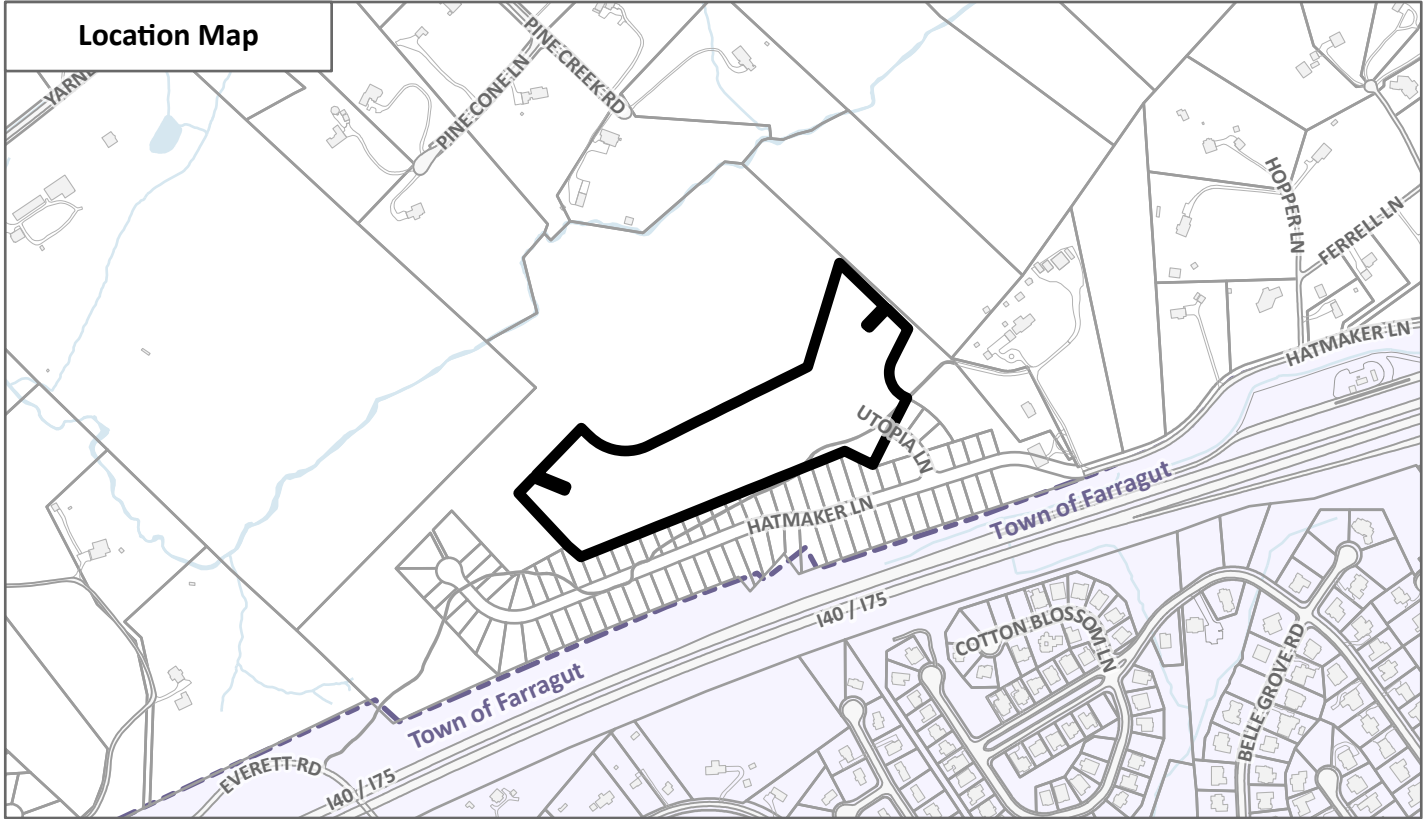 Location Map
YARNE
PINE CONE LN
PINE CREEK RD
HOPPER LN
FERRELL LN
HATMAKER LN
UTOPIA LN
HATMAKER LN
Town of Farragut
I40 / I75
COTTON BLOSSOM LN
BELLE GROVE RD
Town of Farragut
EVERETT RD
I40 / I75